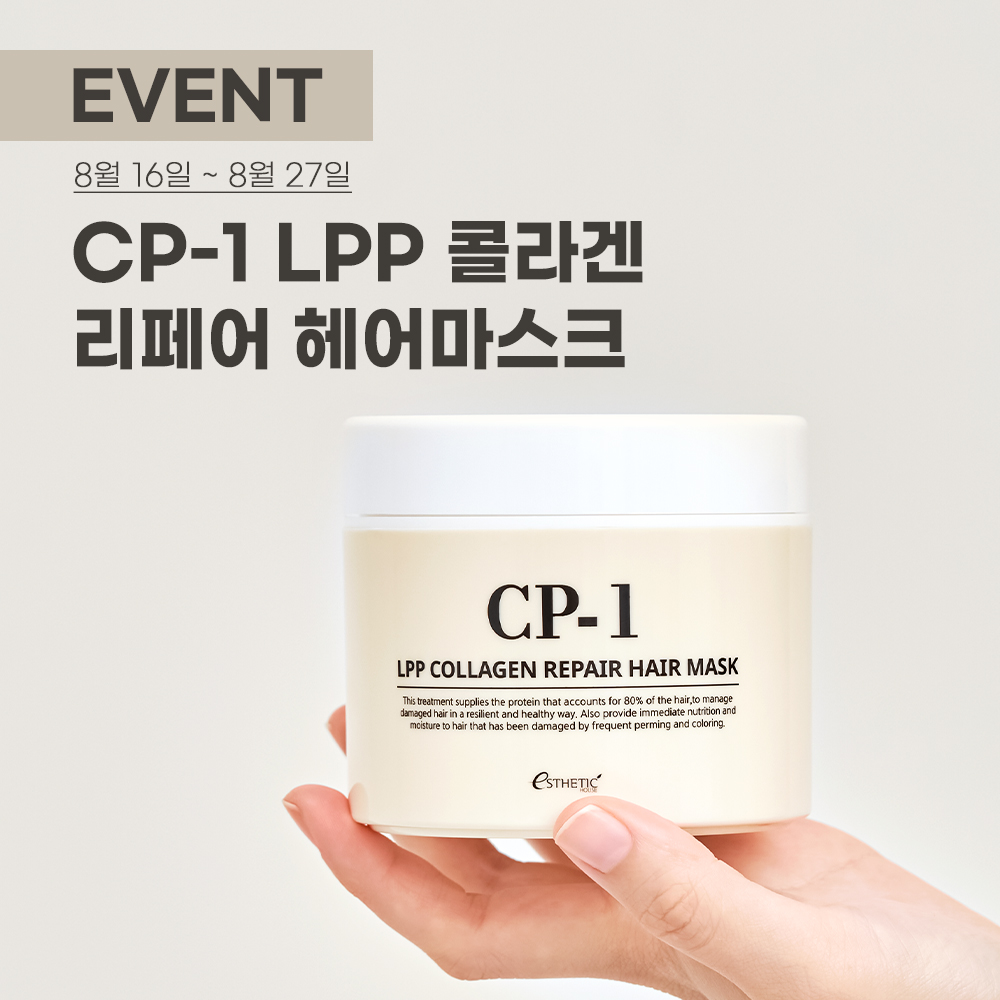 EVENT
8월 16일 ~ 8월 27일
CP-1 LPP 콜라겐
리페어 헤어마스크
CP-1
LPP COLLAGEN REPAIR HAIR MASK
This treatment supplies the protein that accounts for 80% of the hair,to manage
damaged hair in a resilient and healthy way. Also provide immediate nutrition and
moisture to hair that has been damaged by frequent perming and coloring.
eSTHETIC
HOUSE